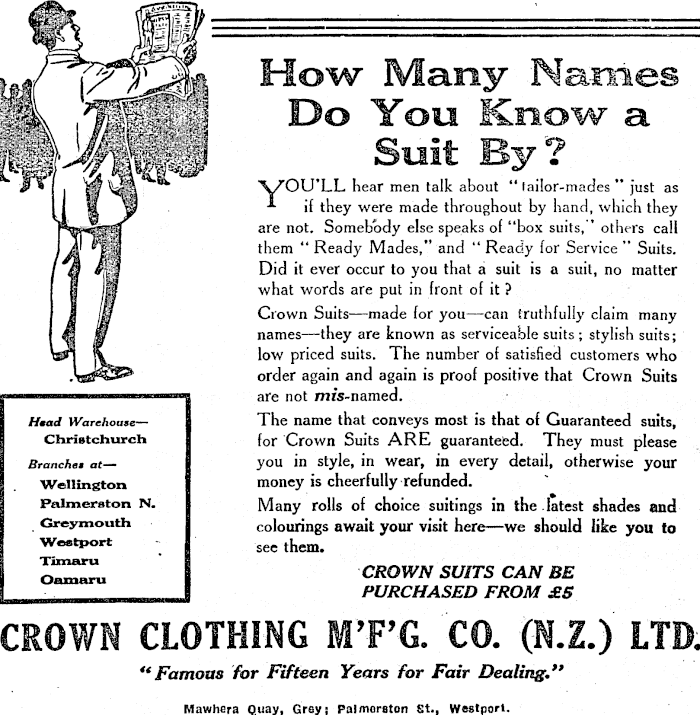 How Many Names
Do You Know a
Suit By?
YOU'LL hear men talk about "tailor-mades" just as
if they were made throughout by hand, which they
are not. Somebody else speaks of "box suits," others call
them "Ready Mades," and "Ready for Service" Suits.
Did it ever occur to you that a suit is a suit, no matter
what words are put in front of it?
Crown Suits—made for you—can truthfully claim many
names—they are known as serviceable suits; stylish suits;
low priced suits. The number of satisfied customers who
order again and again is proof positive that Crown Suits
are not mis-named.
The name that conveys most is that of Guaranteed suits,
for Crown Suits ARE guaranteed. They must please
you in style, in wear, in every detail, otherwise your
money is cheerfully refunded.
Many rolls of choice suitings in the latest shades and
colourings await your visit here—we should like you to
see them.
CROWN SUITS CAN BE
PURCHASED FROM £5
Head Warehouse—
Christchurch
Branches at—
Wellington
Palmerston N.
Greymouth
Westport
Timaru
Oamaru
CROWN CLOTHING M'F'G. CO. (N.Z.) LTD.
"Famous for Fifteen Years for Fair Dealing."
Mawhera Quay, Grey; Palmerston St., Westport.